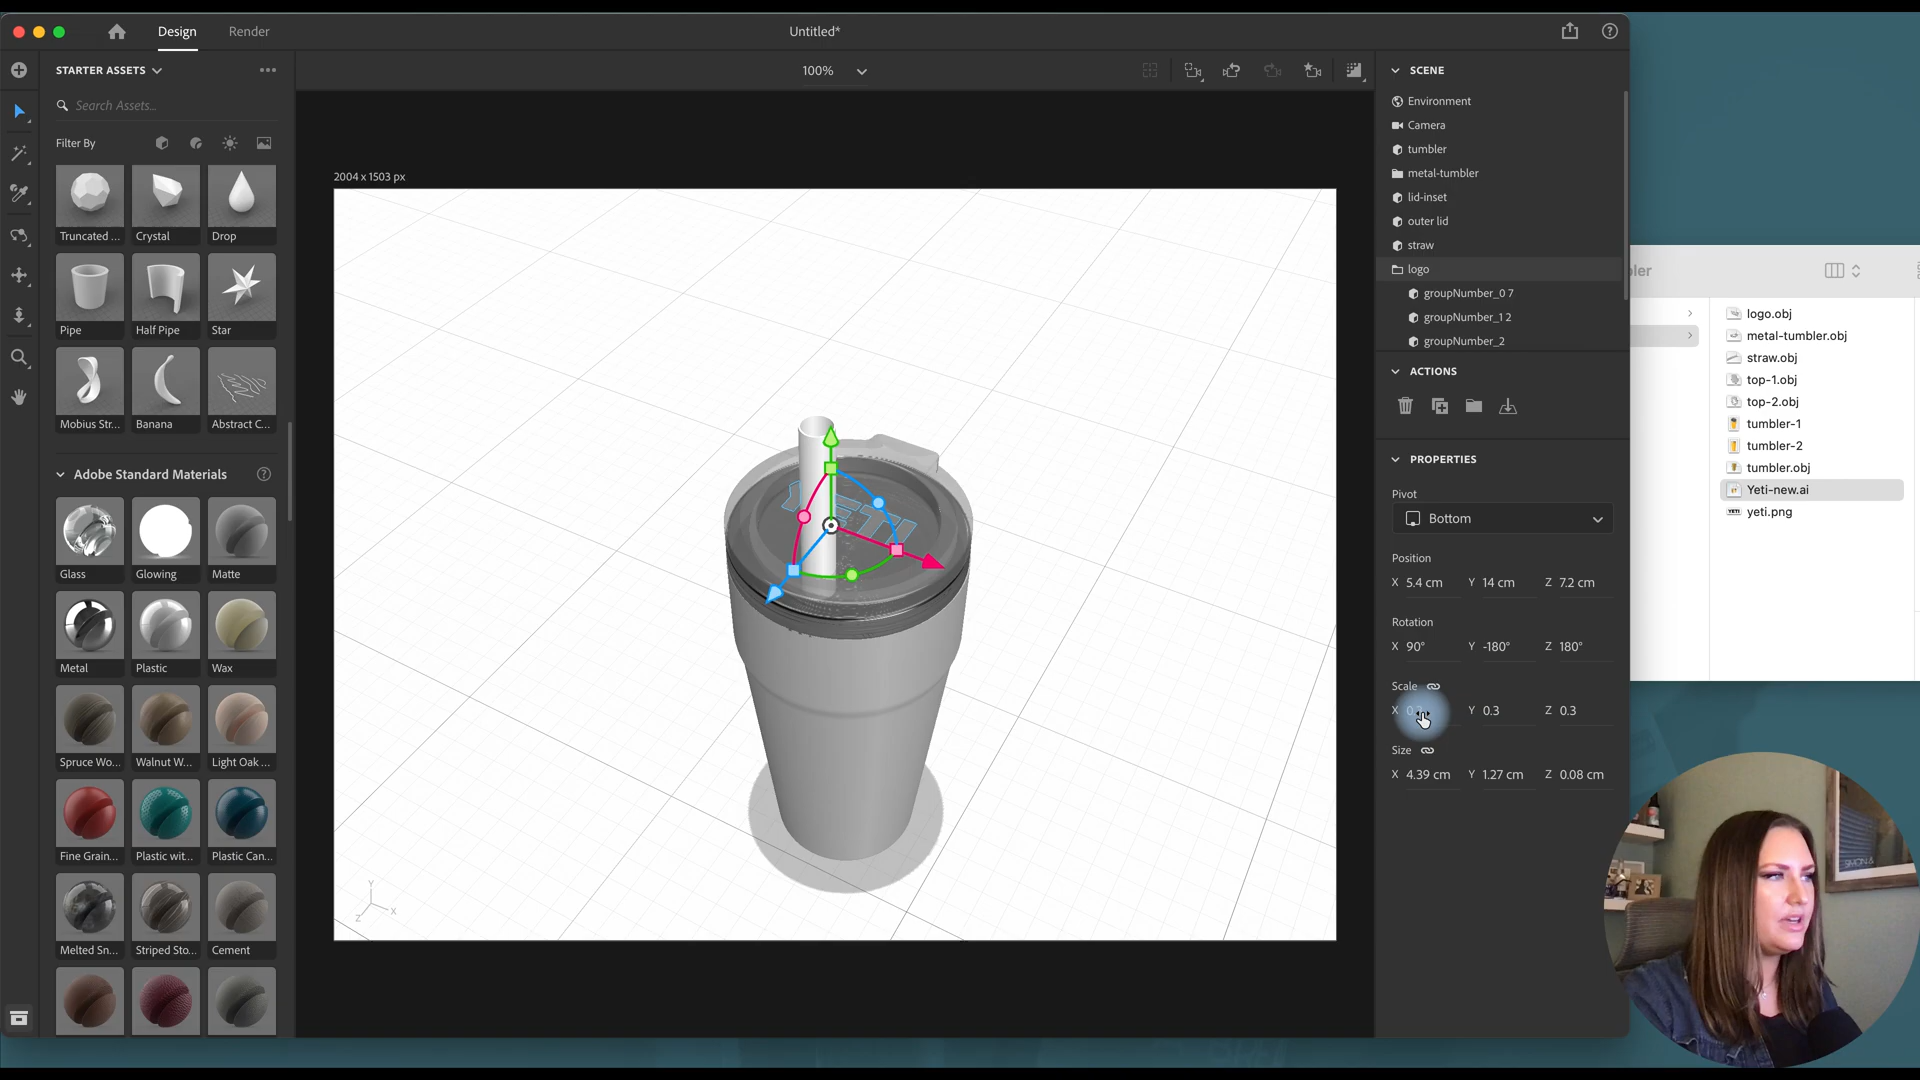 Design
Render
Untitled*
STARTER ASSETS
100%
SCENE
Search Assets...
Filter By
Truncated ...
Crystal
Drop
Pipe
Half Pipe
Star
Mobius Str...
Banana
Abstract C...
Adobe Standard Materials
Glass
Glowing
Matte
Metal
Plastic
Wax
Spruce Wo...
Walnut W...
Light Oak ...
Fine Grain...
Plastic wit...
Plastic Can...
Melted Sn...
Striped Sto...
Cement
2004 x 1503 px
YETI
Y
Z
X
Environment
Camera
tumbler
metal-tumbler
lid-inset
outer lid
straw
logo
groupNumber_0 7
groupNumber_1 2
groupNumber_2
ACTIONS
PROPERTIES
Pivot
Bottom
Position
X 5.4 cm Y 14 cm Z 7.2 cm
Rotation
X 90° Y -180° Z 180°
Scale
X Y 0.3 Z 0.3
Size
X 4.39 cm Y 1.27 cm Z 0.08 cm
bler
logo.obj
metal-tumbler.obj
straw.obj
top-1.obj
top-2.obj
tumbler-1
tumbler-2
tumbler.obj
Yeti-new.ai
yeti.png